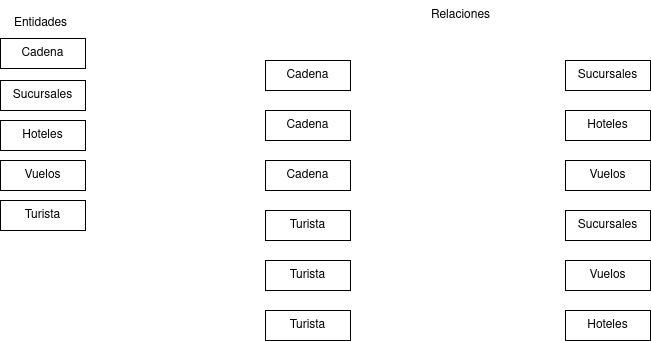 Entidades
Relaciones
Cadena
Sucursales
Hoteles
Vuelos
Turista
Cadena Sucursales
Cadena Hoteles
Cadena Vuelos
Turista Sucursales
Turista Vuelos
Turista Hoteles